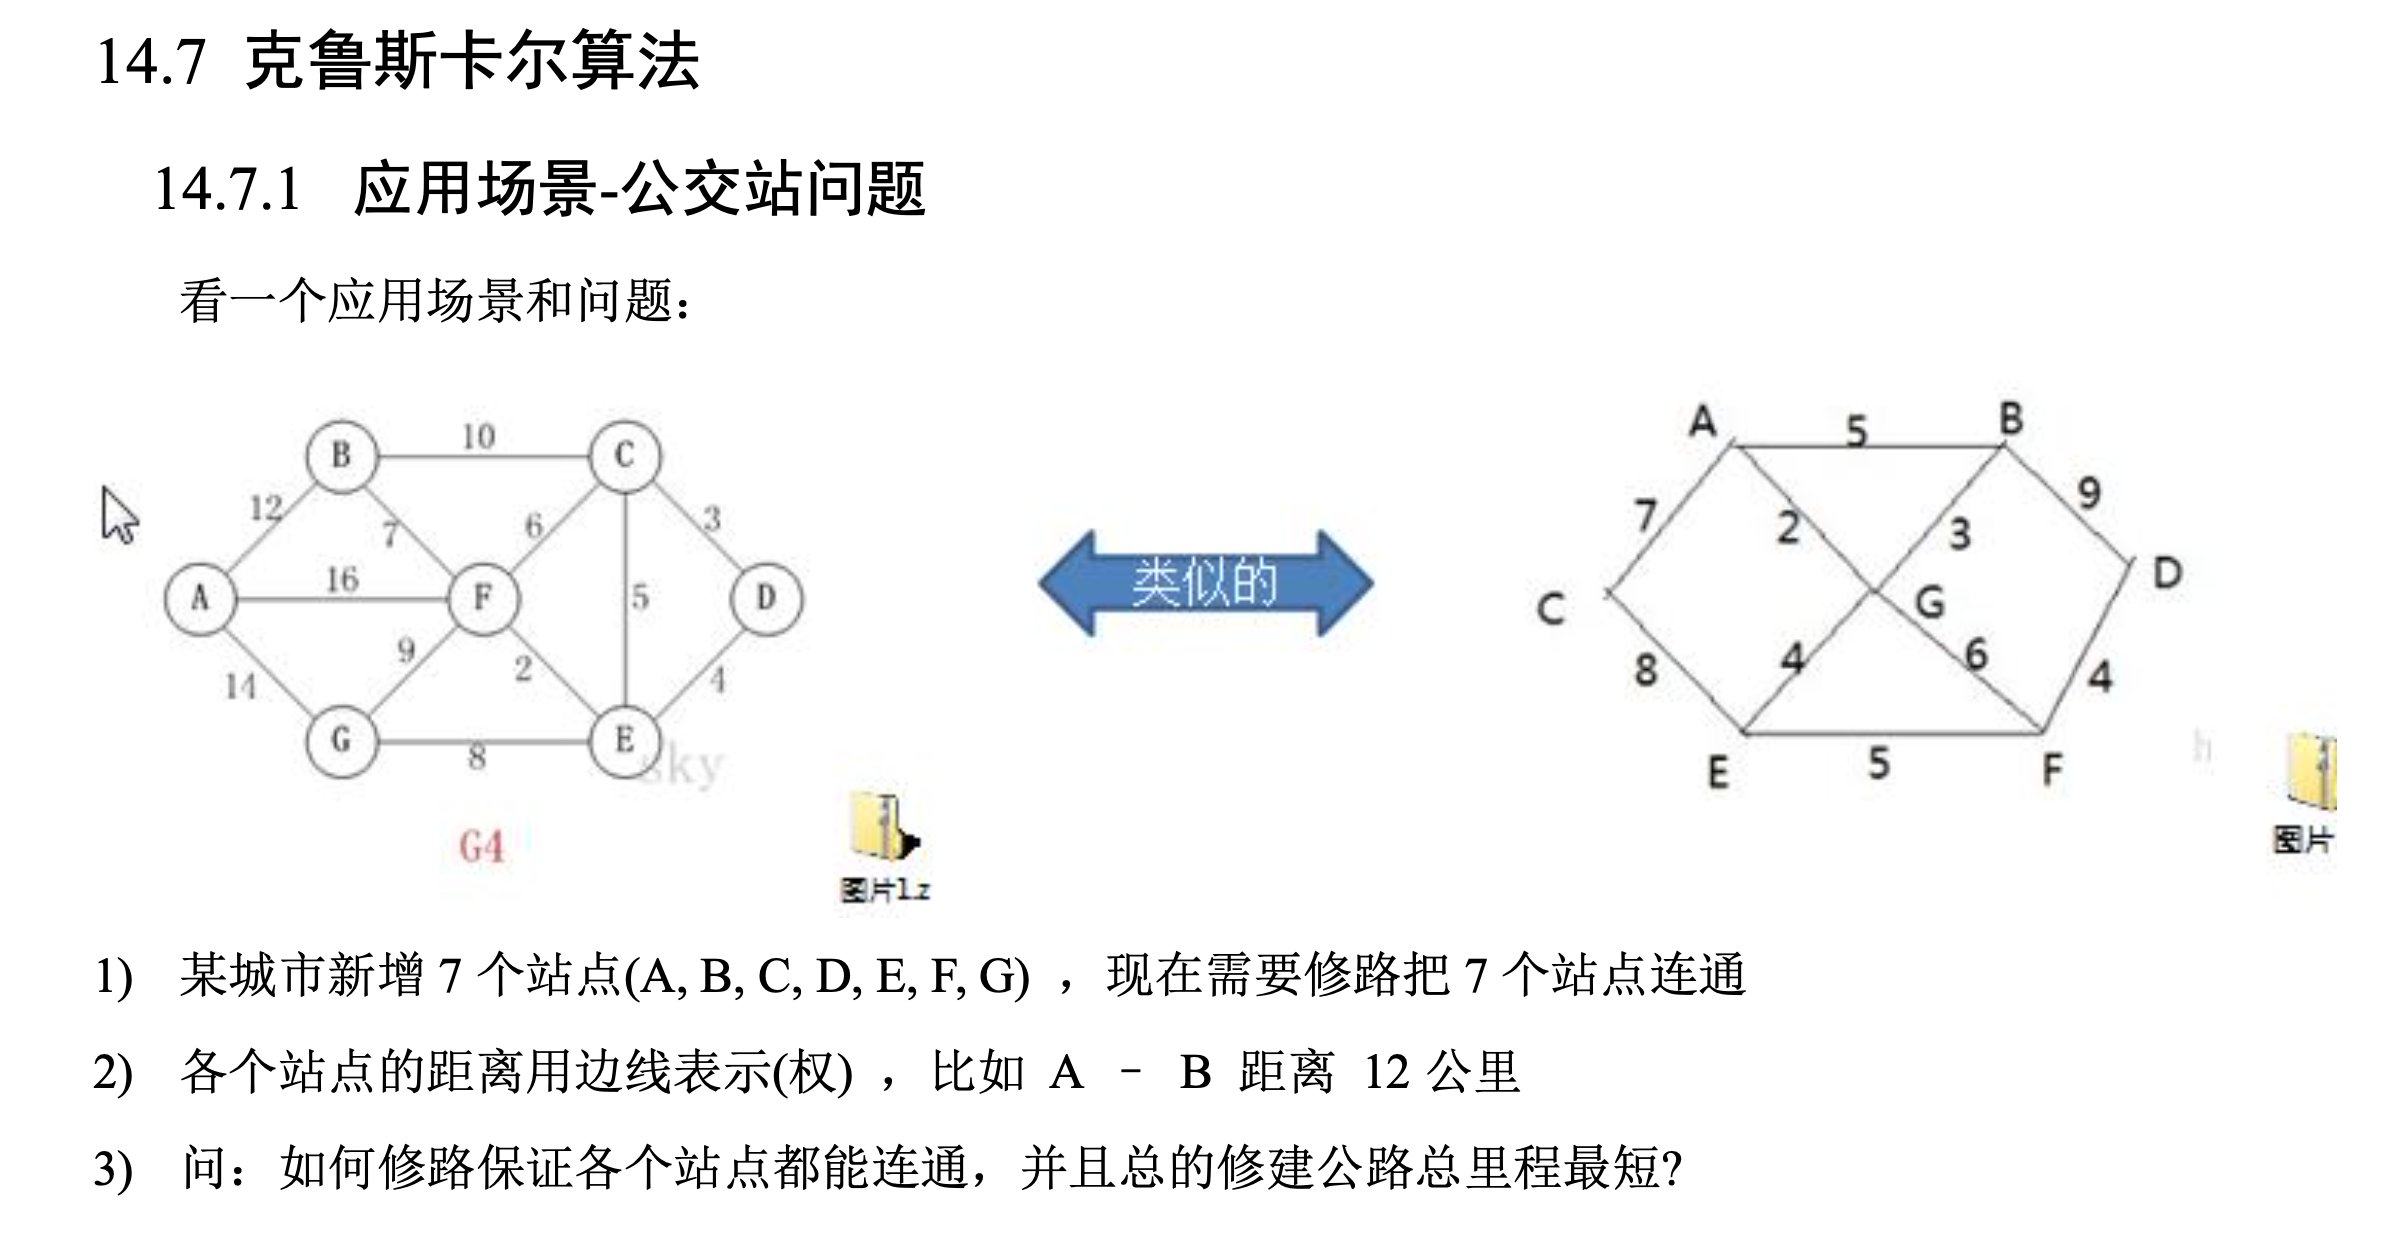 14.7 克鲁斯卡尔算法
14.7.1 应用场景-公交站问题
看一个应用场景和问题：
B 10 C
12 7 6 3
A 16 F 5 D
14 9 2 4
G 8 E
sky
G4
图片1.z
类似的
A 5 B
7 2 3 9
C G D
8 4 6 4
E 5 F
h
图片
1) 某城市新增 7 个站点(A, B, C, D, E, F, G) ，现在需要修路把 7 个站点连通
2) 各个站点的距离用边线表示(权) ，比如 A – B 距离 12 公里
3) 问：如何修路保证各个站点都能连通，并且总的修建公路总里程最短?